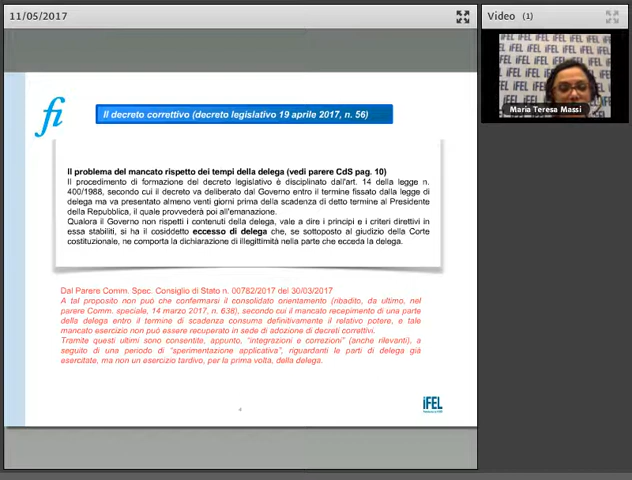 11/05/2017
Video (1)
iFEL iFEL iFEL
Maria Teresa Massi
fi
Il decreto correttivo (decreto legislativo 19 aprile 2017, n. 56)
Il problema del mancato rispetto dei tempi della delega (vedi parere CdS pag. 10)
Il procedimento di formazione del decreto legislativo è disciplinato dall'art. 14 della legge n.
400/1988, secondo cui il decreto va deliberato dal Governo entro il termine fissato dalla legge di
delega ma va presentato almeno venti giorni prima della scadenza di detto termine al Presidente
della Repubblica, il quale provvederà poi all'emanazione.
Qualora il Governo non rispetti i contenuti della delega, vale a dire i principi e i criteri direttivi in
essa stabiliti, si ha il cosiddetto eccesso di delega che, se sottoposto al giudizio della Corte
costituzionale, ne comporta la dichiarazione di illegittimità nella parte che ecceda la delega.
Dal Parere Comm. Spec. Consiglio di Stato n. 00782/2017 del 30/03/2017
A tal proposito non può che confermarsi il consolidato orientamento (ribadito, da ultimo, nel
parere Comm. speciale, 14 marzo 2017, n. 638), secondo cui il mancato recepimento di una parte
della delega entro il termine di scadenza consuma definitivamente il relativo potere, e tale
mancato esercizio non può essere recuperato in sede di adozione di decreti correttivi.
Tramite questi ultimi sono consentite, appunto, "integrazioni e correzioni" (anche rilevanti), a
seguito di una periodo di "sperimentazione applicativa", riguardanti le parti di delega già
esercitate, ma non un esercizio tardivo, per la prima volta, della delega.
4
iFEL